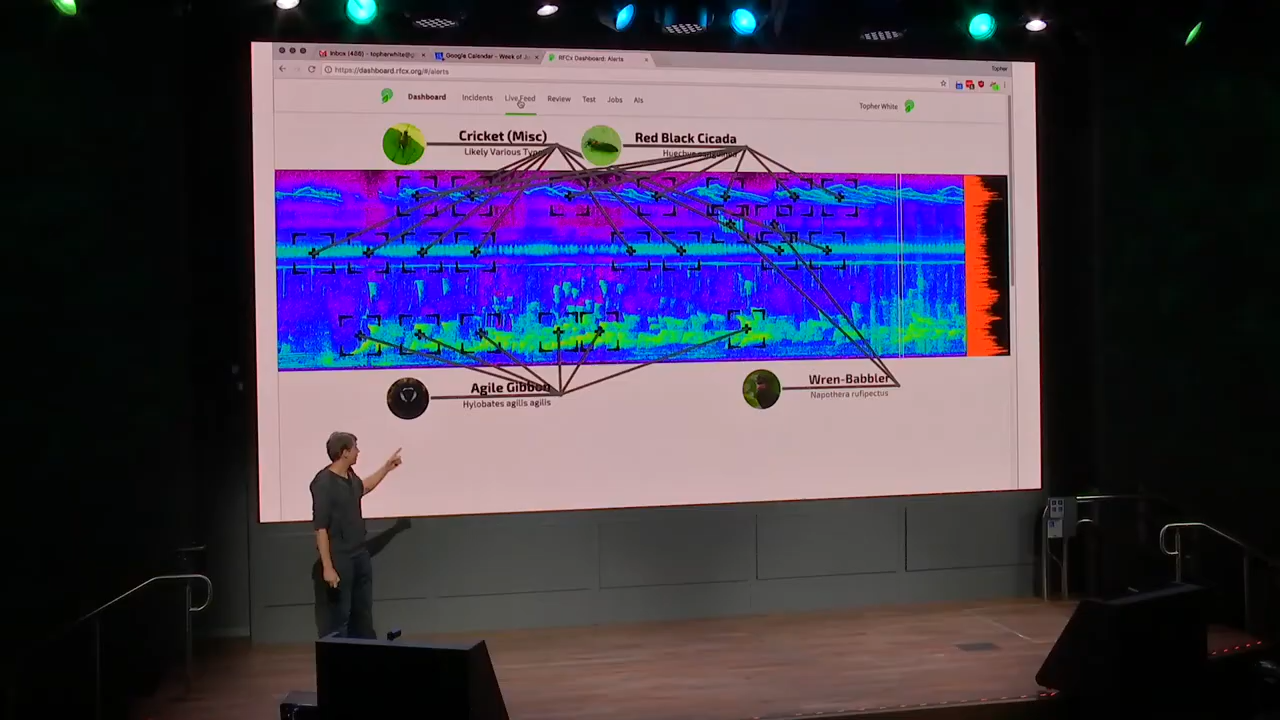 Inbox (486) - topherwhite@g
Google Calendar - Week of Ja
RFCx Dashboard: Alerts
Topher
https://dashboard.rfcx.org/#/alerts
Dashboard
Incidents
Live Feed
Review
Test
Jobs
AIs
Topher White
Cricket (Misc)
Likely Various Types
Red Black Cicada
Agile Gibbon
Hylobates agilis agilis
Wren-Babbler
Napothera rufipectus